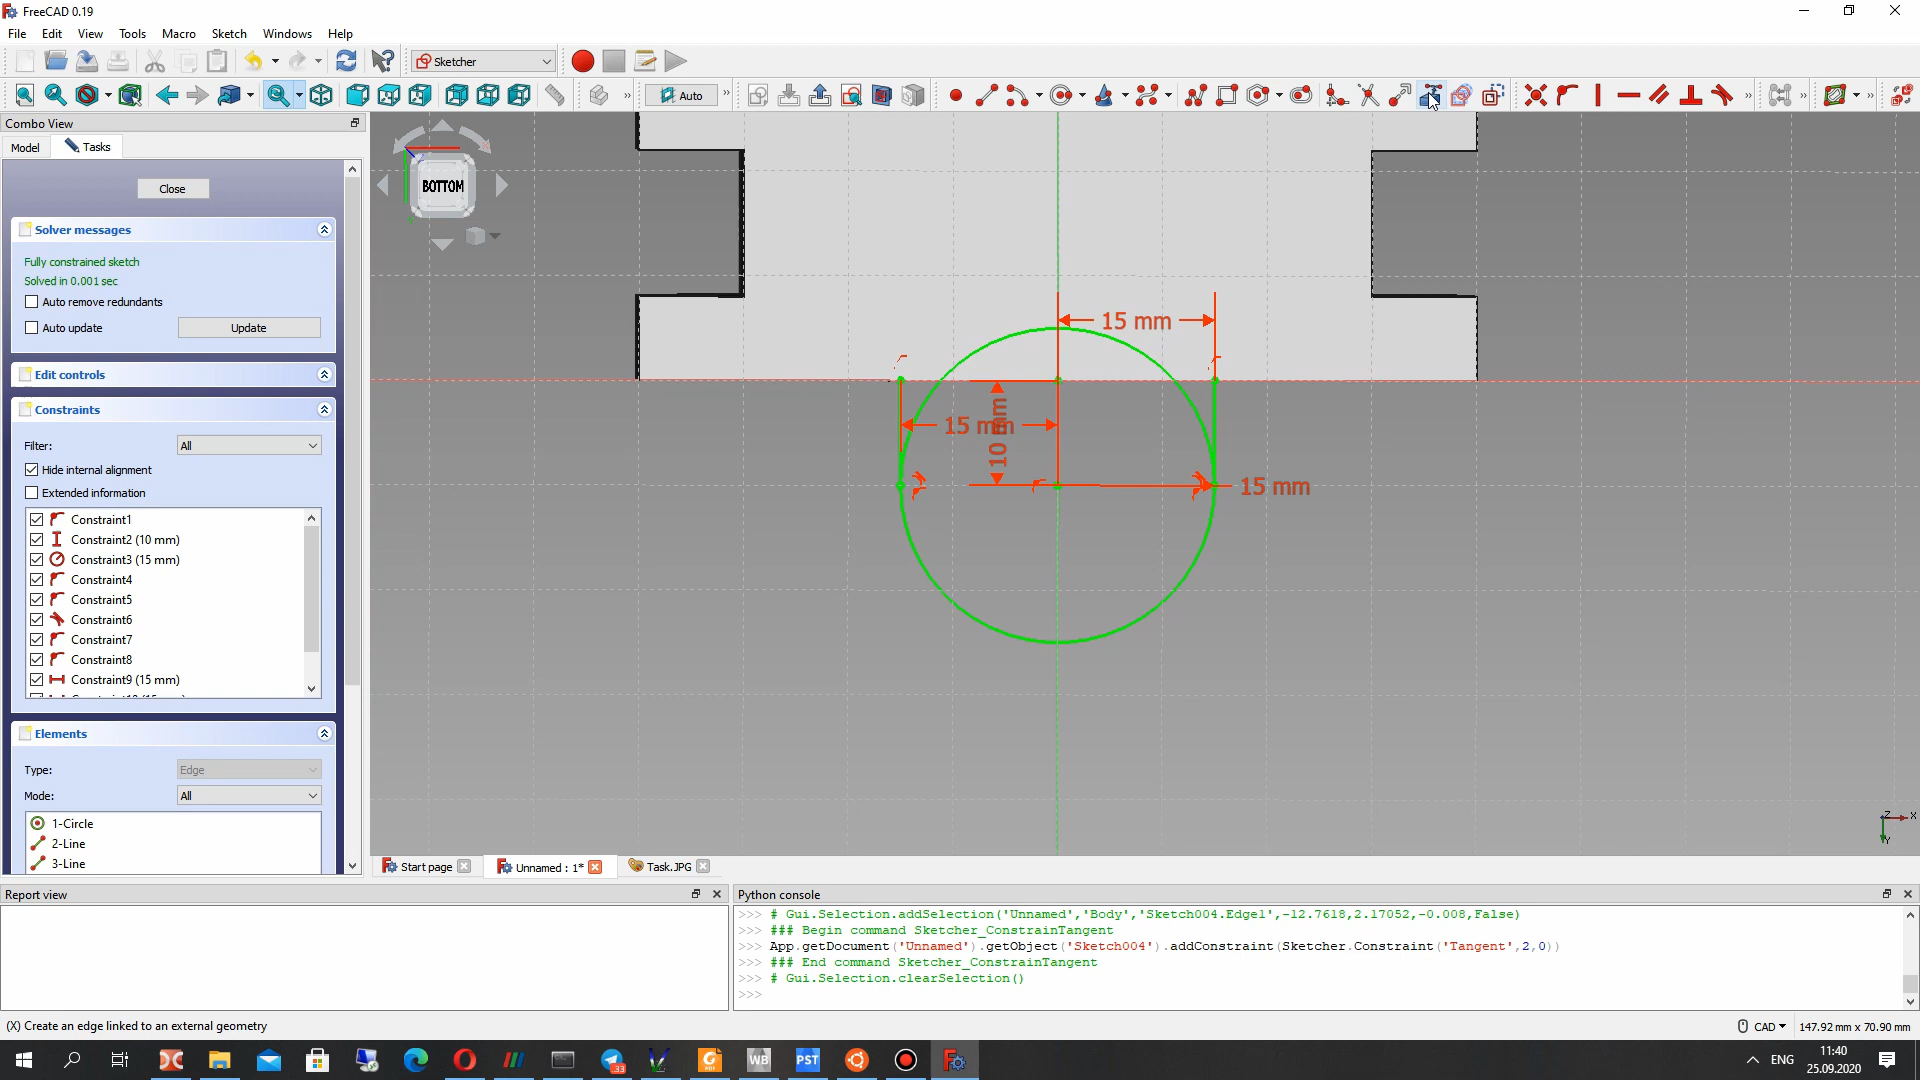 FreeCAD 0.19
File Edit View Tools Macro Sketch Windows Help
Sketcher
Auto
Combo View
Model Tasks
Close
Solver messages
Fully constrained sketch
Solved in 0.001 sec
Auto remove redundants
Auto update Update
Edit controls
Constraints
Filter: All
Hide internal alignment
Extended information
Constraint1
Constraint2 (10 mm)
Constraint3 (15 mm)
Constraint4
Constraint5
Constraint6
Constraint7
Constraint8
Constraint9 (15 mm)
Elements
Type: Edge
Mode: All
1-Circle
2-Line
3-Line
BOTTOM
15 mm
15 mm
10 mm
15 mm
Z X
Y
Start page Unnamed : 1* Task.JPG
Report view
Python console
>>> # Gui.Selection.addSelection('Unnamed','Body','Sketch004.Edge1',-12.7618,2.17052,-0.008,False)
>>> ### Begin command Sketcher_ConstrainTangent
>>> App.getDocument('Unnamed').getObject('Sketch004').addConstraint(Sketcher.Constraint('Tangent',2,0))
>>> ### End command Sketcher_ConstrainTangent
>>> # Gui.Selection.clearSelection()
>>>
(X) Create an edge linked to an external geometry
CAD 147.92 mm x 70.90 mm
33
WB
PST
ENG
11:40
25.09.2020